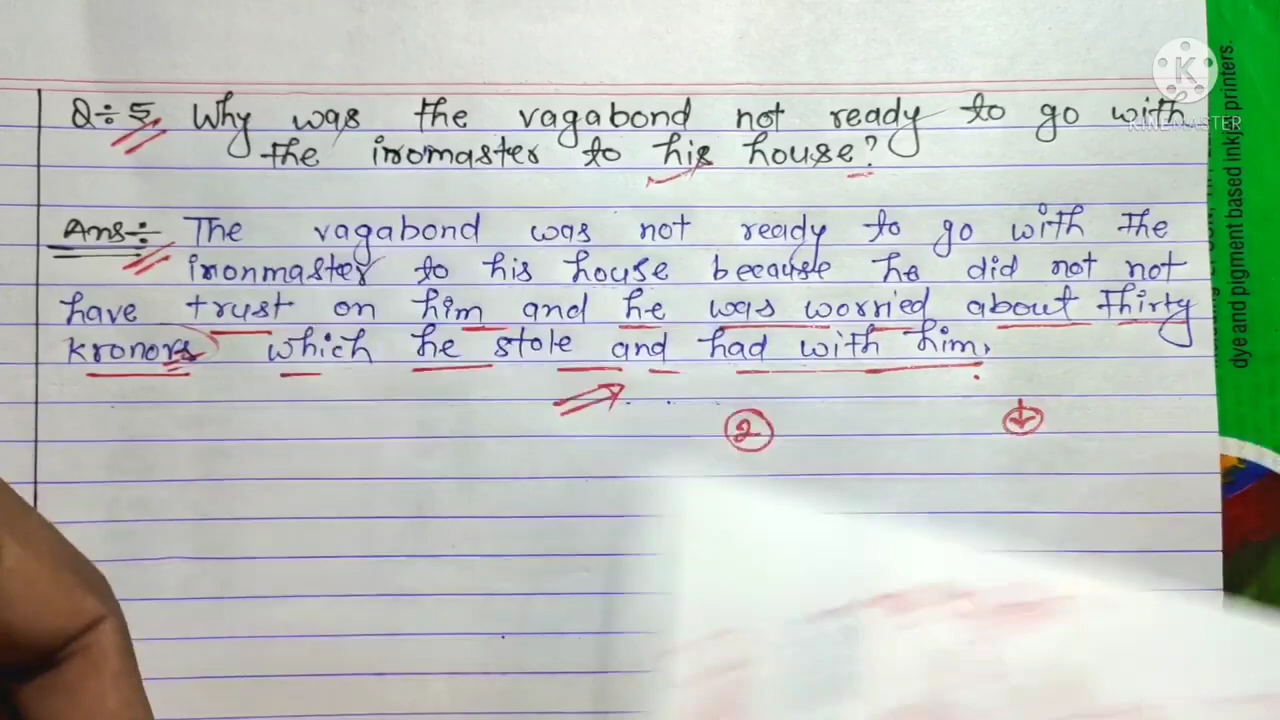 Q÷5 Why was the vagabond not ready to go with
the iromaster to his house?
Ans÷ The vagabond was not ready to go with the
ironmaster to his house because he did not not
have trust on him and he was worried about thirty
kronors which he stole and had with him.
2
K
KINEMASTER
dye and pigment based inkjet printers.